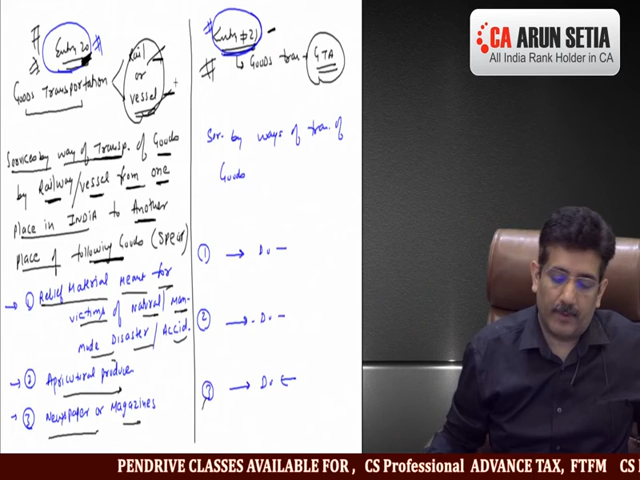 # Entry 20 #
Goods Transportation
Rail
or
vessel
Services by way of Transp. of Goods
by Railway/vessel from one
place in INDIA to Another
place of following Goods (Specif
→ ① Relief Material Meant for
victims of Natural/Man-
made Disaster/Accid.
→ ② Agricultural produce
→ ③ Newspaper or Magazines
# Entry # 21 -
# ↳ Goods tran - GTA
Ser. by ways of tran. of
Goods
① → Do -
② → Do -
③ → Do
CA ARUN SETIA
All India Rank Holder in CA
PENDRIVE CLASSES AVAILABLE FOR , CS Professional ADVANCE TAX, FTFM CS